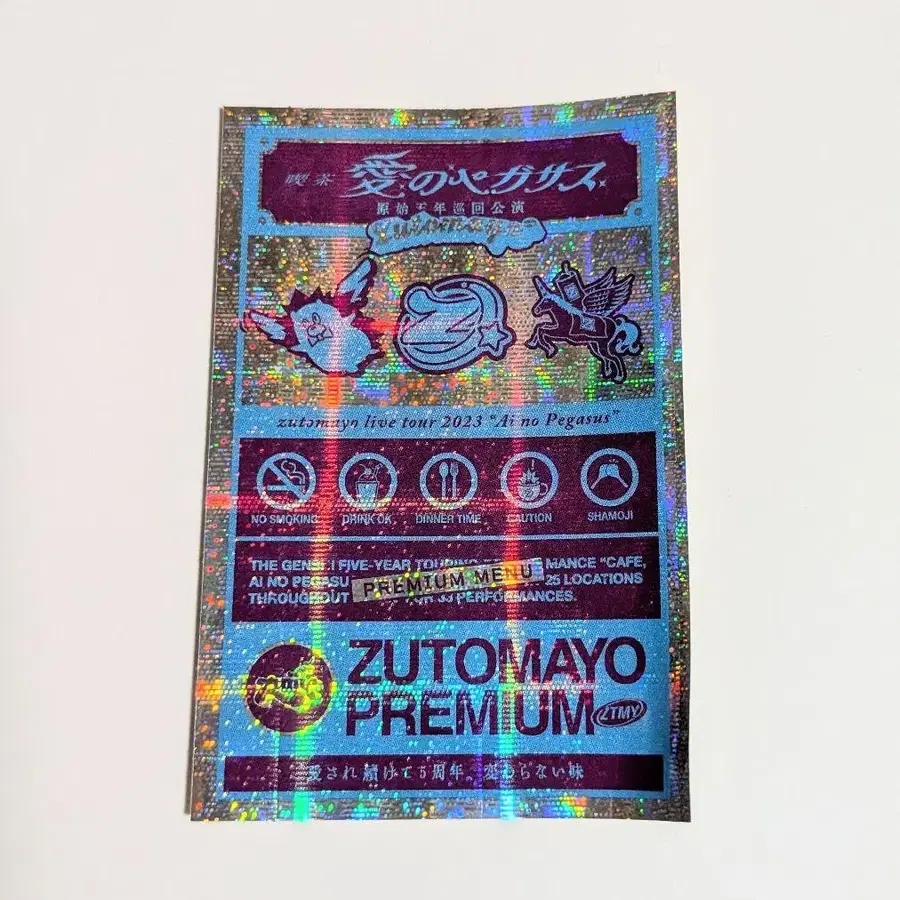 喫茶 愛のペガサス
原始五年巡回公演
zutomayo
Z
zutomayo live tour 2023 "Ai no Pegasus"
NO SMOKING DRINK OK DINNER TIME CAUTION SHAMOJI
THE GENSHI FIVE-YEAR TOURING MANCE "CAFE,
AI NO PEGASU 25 LOCATIONS
PREMIUM MENU
THROUGHOUT 33 PERFORMANCES.
ZUTOMAYO
PREMIUM ZTMY
愛され続けて5周年、変わらない味